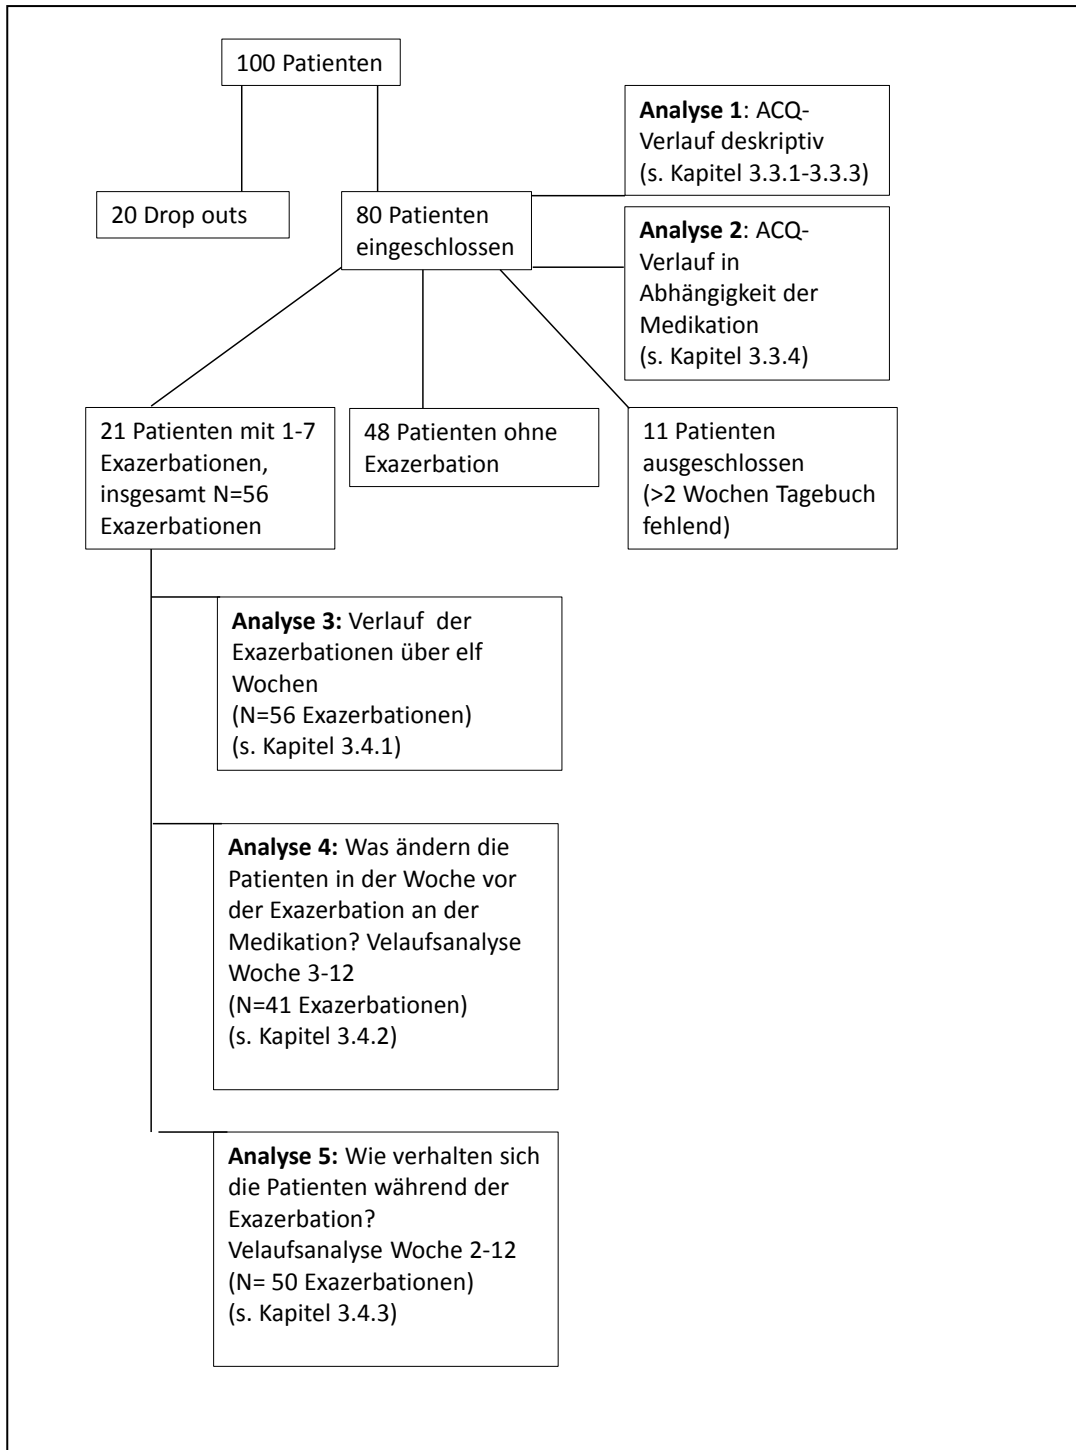 100 Patienten
Analyse 1: ACQ-
Verlauf deskriptiv
(s. Kapitel 3.3.1-3.3.3)
20 Drop outs
80 Patienten
eingeschlossen
Analyse 2: ACQ-
Verlauf in
Abhängigkeit der
Medikation
(s. Kapitel 3.3.4)
21 Patienten mit 1-7
Exazerbationen,
insgesamt N=56
Exazerbationen
48 Patienten ohne
Exazerbation
11 Patienten
ausgeschlossen
(>2 Wochen Tagebuch
fehlend)
Analyse 3: Verlauf  der
Exazerbationen über elf
Wochen
(N=56 Exazerbationen)
(s. Kapitel 3.4.1)
Analyse 4: Was ändern die
Patienten in der Woche vor
der Exazerbation an der
Medikation? Velaufsanalyse
Woche 3-12
(N=41 Exazerbationen)
(s. Kapitel 3.4.2)
Analyse 5: Wie verhalten sich
die Patienten während der
Exazerbation?
Velaufsanalyse Woche 2-12
(N= 50 Exazerbationen)
(s. Kapitel 3.4.3)